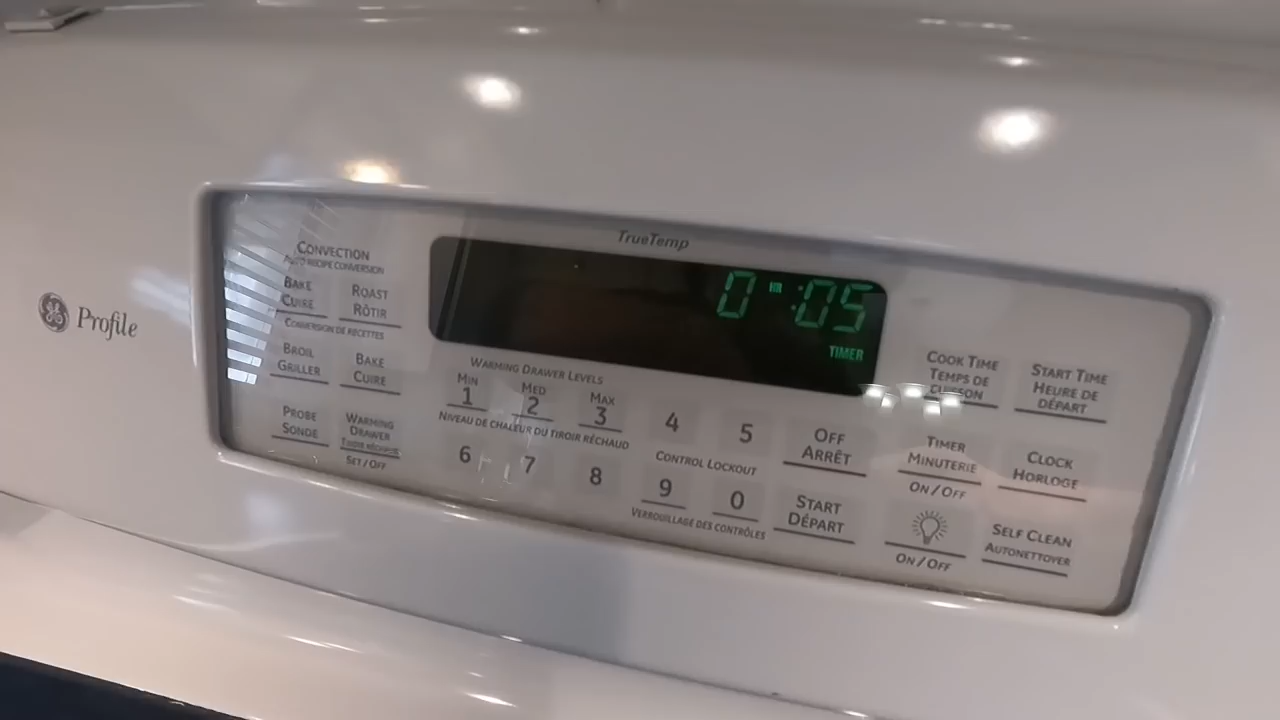 GE Profile
TrueTemp
0 HR :05
TIMER
CONVECTION
AUTO RECIPE CONVERSION
BAKE
CUIRE
ROAST
RÔTIR
CONVERSION DE RECETTES
BROIL
GRILLER
BAKE
CUIRE
PROBE
SONDE
WARMING
DRAWER
TIROIR RÉCHAUD
SET / OFF
WARMING DRAWER LEVELS
MIN
1
MED
2
MAX
3
4
5
NIVEAU DE CHALEUR DU TIROIR RÉCHAUD
CONTROL LOCKOUT
6
7
8
9
0
VERROUILLAGE DES CONTRÔLES
OFF
ARRÊT
START
DÉPART
COOK TIME
TEMPS DE
CUISSON
START TIME
HEURE DE
DÉPART
TIMER
MINUTERIE
ON / OFF
CLOCK
HORLOGE
ON / OFF
SELF CLEAN
AUTONETTOYER